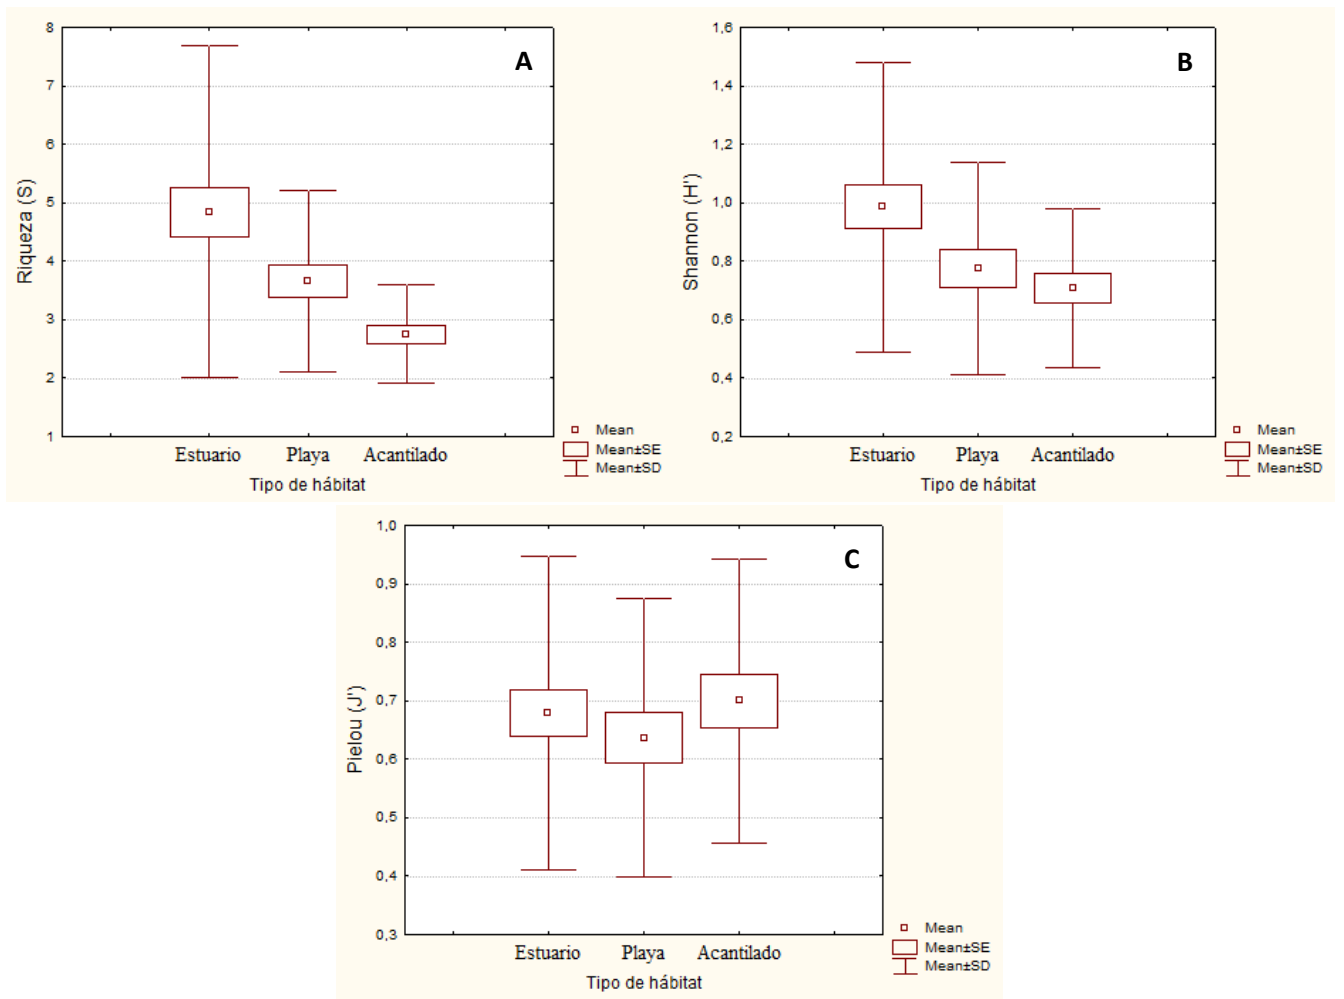 A
Riqueza (S)
8
7
6
5
4
3
2
1
Estuario Playa Acantilado
Tipo de hábitat
Mean
Mean±SE
Mean±SD
B
Shannon (H')
1,6
1,4
1,2
1,0
0,8
0,6
0,4
0,2
Estuario Playa Acantilado
Tipo de hábitat
Mean
Mean±SE
Mean±SD
C
Pielou (J')
1,0
0,9
0,8
0,7
0,6
0,5
0,4
0,3
Estuario Playa Acantilado
Tipo de hábitat
Mean
Mean±SE
Mean±SD